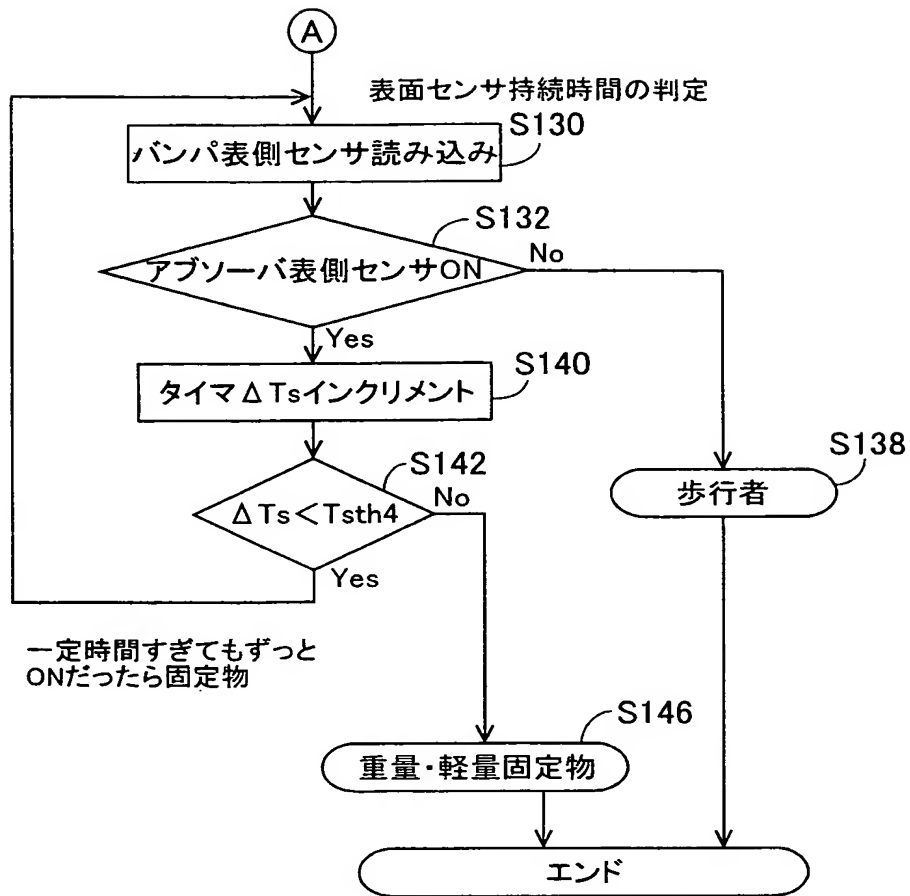 A
表面センサ持続時間の判定
S130
バンパ表側センサ読み込み
S132
アブソーバ表側センサON
No
Yes
S140
タイマΔTsインクリメント
S142
ΔTs<Tsth4
No
Yes
S138
歩行者
一定時間すぎてもずっと
ONだったら固定物
S146
重量・軽量固定物
エンド